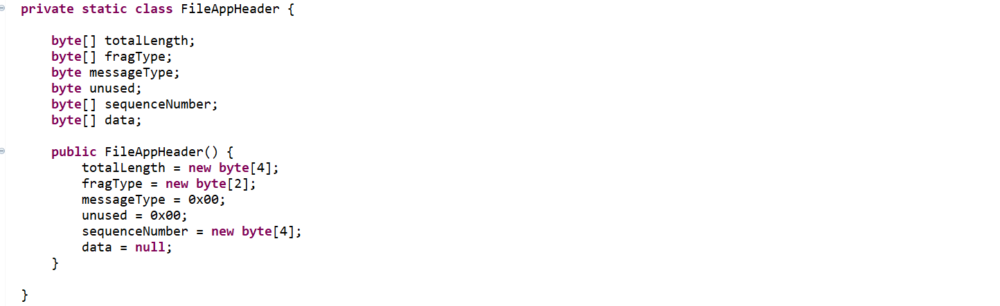 private static class FileAppHeader {
byte[] totalLength;
byte[] fragType;
byte messageType;
byte unused;
byte[] sequenceNumber;
byte[] data;
public FileAppHeader() {
totalLength = new byte[4];
fragType = new byte[2];
messageType = 0x00;
unused = 0x00;
sequenceNumber = new byte[4];
data = null;
}
}